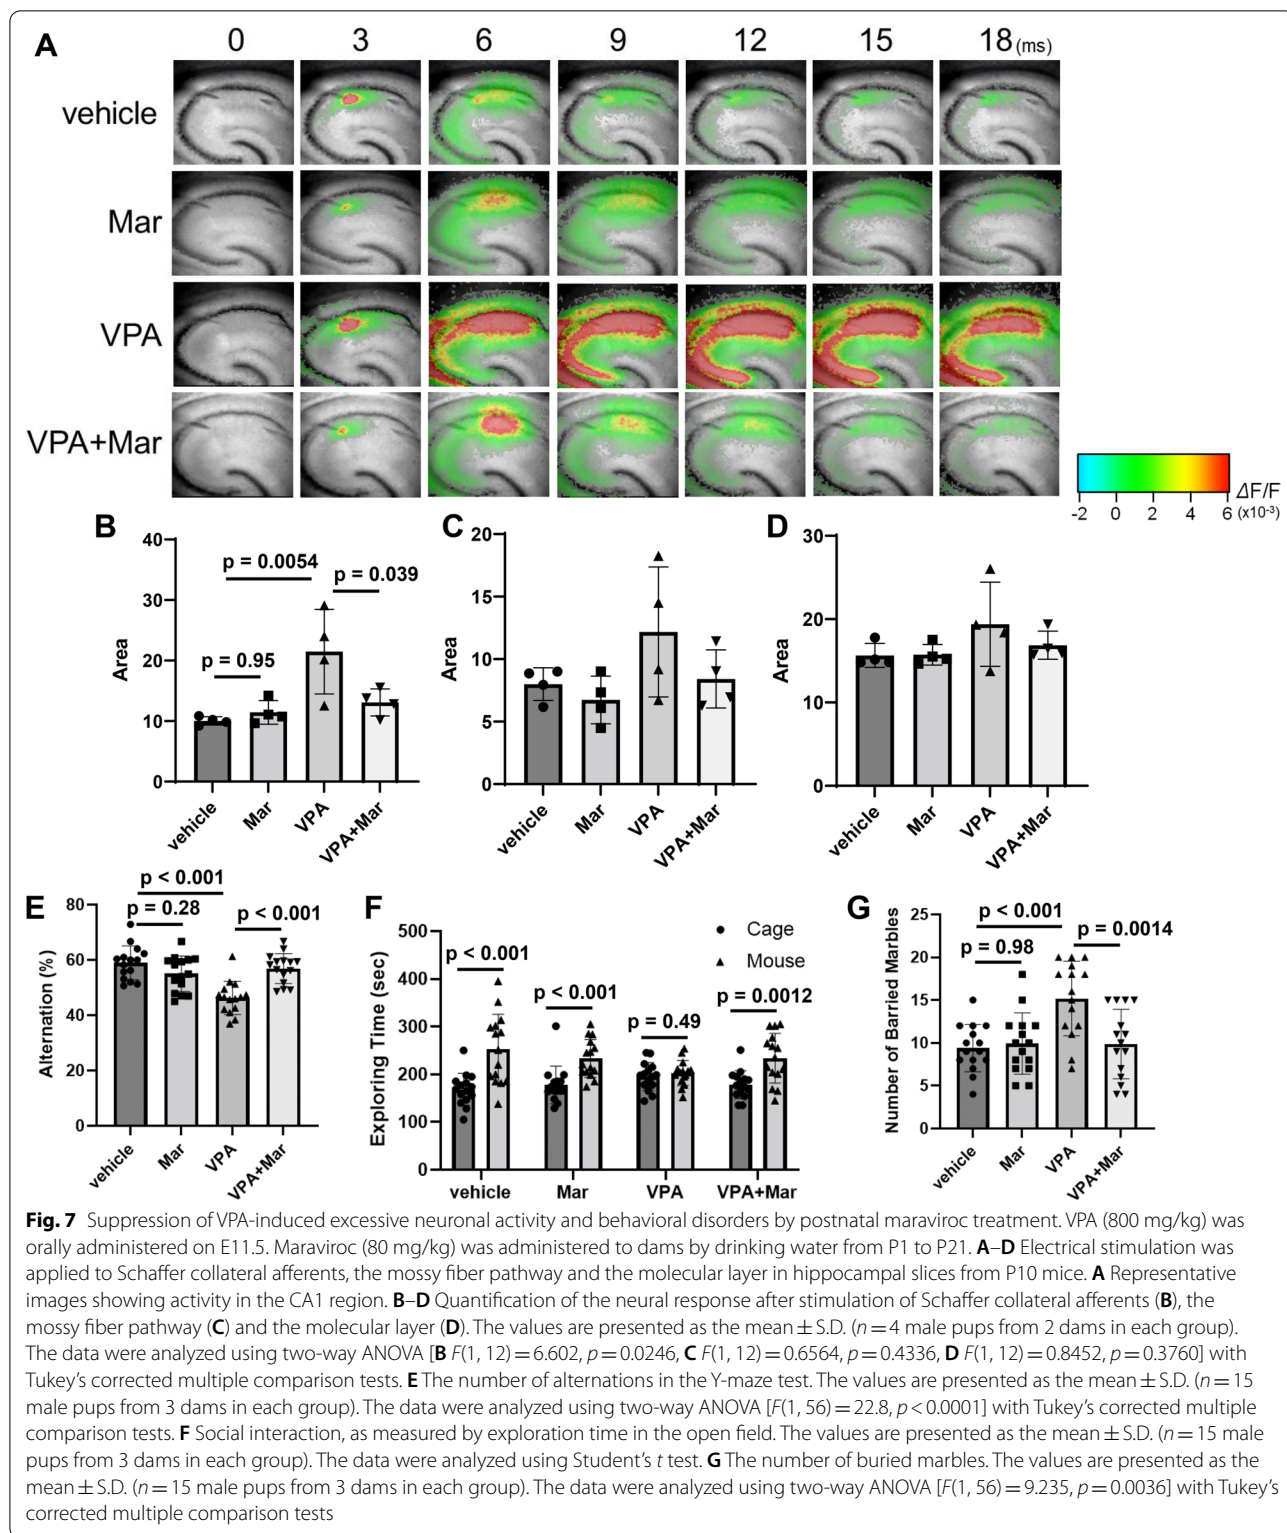 A
0 3 6 9 12 15 18 (ms)
vehicle
Mar
VPA
VPA+Mar
ΔF/F
-2 0 2 4 6 (x10⁻³)
B
Area
40
30
20
10
0
p = 0.0054
p = 0.039
p = 0.95
vehicle Mar VPA VPA+Mar
C
Area
20
15
10
5
0
vehicle Mar VPA VPA+Mar
D
Area
30
20
10
0
vehicle Mar VPA VPA+Mar
E
Alternation (%)
80
60
40
20
0
p < 0.001
p = 0.28
p < 0.001
vehicle Mar VPA VPA+Mar
F
Exploring Time (sec)
500
400
300
200
100
0
Cage
Mouse
p < 0.001
p < 0.001
p = 0.49
p = 0.0012
vehicle Mar VPA VPA+Mar
G
Number of Barried Marbles
25
20
15
10
5
0
p < 0.001
p = 0.98
p = 0.0014
vehicle Mar VPA VPA+Mar
Fig. 7 Suppression of VPA-induced excessive neuronal activity and behavioral disorders by postnatal maraviroc treatment. VPA (800 mg/kg) was
orally administered on E11.5. Maraviroc (80 mg/kg) was administered to dams by drinking water from P1 to P21. A–D Electrical stimulation was
applied to Schaffer collateral afferents, the mossy fiber pathway and the molecular layer in hippocampal slices from P10 mice. A Representative
images showing activity in the CA1 region. B–D Quantification of the neural response after stimulation of Schaffer collateral afferents (B), the
mossy fiber pathway (C) and the molecular layer (D). The values are presented as the mean ± S.D. (n = 4 male pups from 2 dams in each group).
The data were analyzed using two-way ANOVA [B F(1, 12) = 6.602, p = 0.0246, C F(1, 12) = 0.6564, p = 0.4336, D F(1, 12) = 0.8452, p = 0.3760] with
Tukey's corrected multiple comparison tests. E The number of alternations in the Y-maze test. The values are presented as the mean ± S.D. (n = 15
male pups from 3 dams in each group). The data were analyzed using two-way ANOVA [F(1, 56) = 22.8, p < 0.0001] with Tukey's corrected multiple
comparison tests. F Social interaction, as measured by exploration time in the open field. The values are presented as the mean ± S.D. (n = 15 male
pups from 3 dams in each group). The data were analyzed using Student's t test. G The number of buried marbles. The values are presented as the
mean ± S.D. (n = 15 male pups from 3 dams in each group). The data were analyzed using two-way ANOVA [F(1, 56) = 9.235, p = 0.0036] with Tukey's
corrected multiple comparison tests